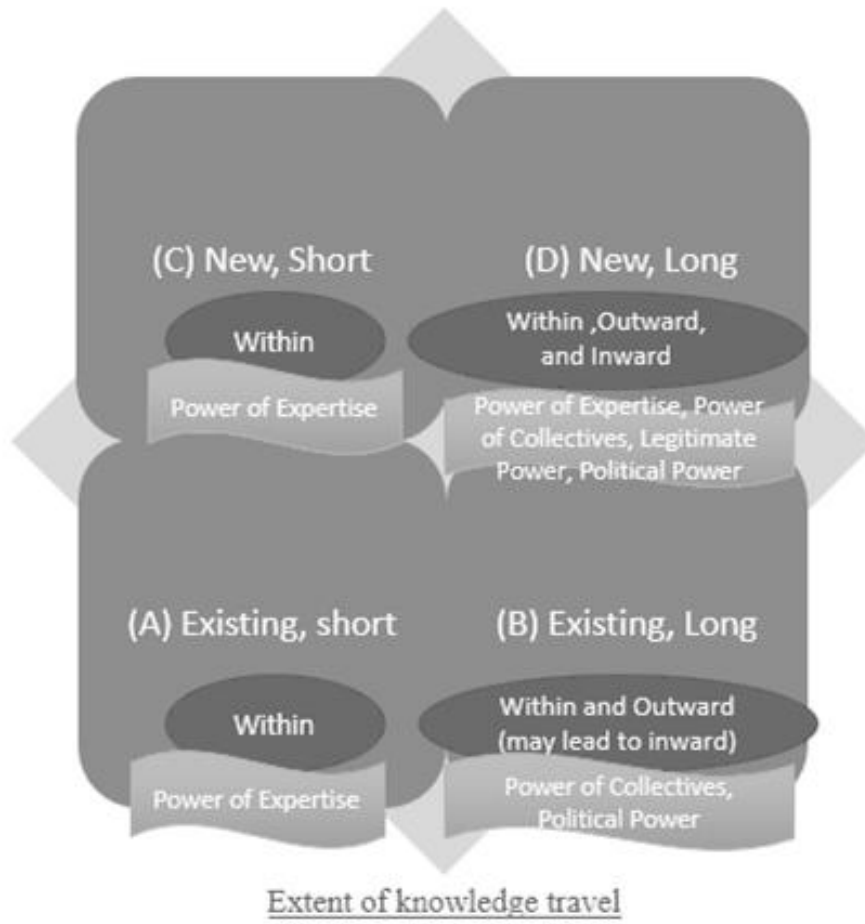 (C) New, Short
Within
Power of Expertise
(D) New, Long
Within ,Outward,
and Inward
Power of Expertise, Power
of Collectives, Legitimate
Power, Political Power
(A) Existing, short
Within
Power of Expertise
(B) Existing, Long
Within and Outward
(may lead to inward)
Power of Collectives,
Political Power
Extent of knowledge travel